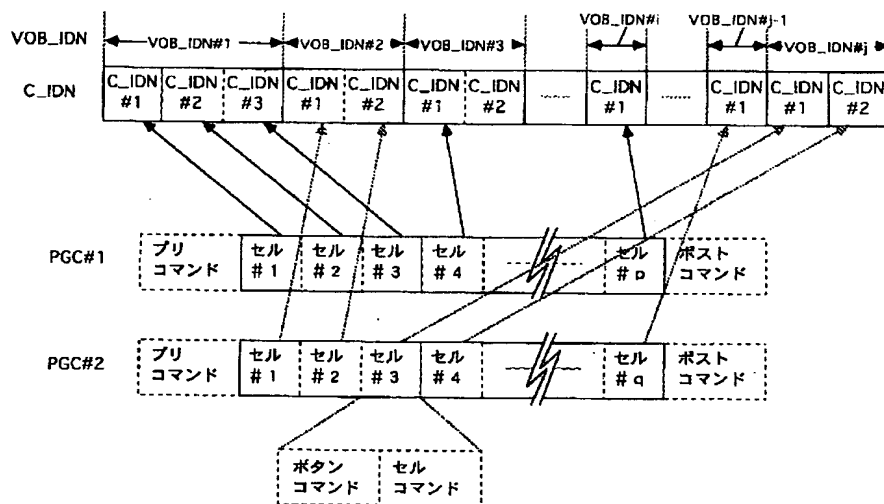 VOB_IDN
VOB_IDN#1
VOB_IDN#2
VOB_IDN#3
VOB_IDN#i
VOB_IDN#j-1
VOB_IDN#j
C_IDN
C_IDN
#1
C_IDN
#2
C_IDN
#3
C_IDN
#1
C_IDN
#2
C_IDN
#1
C_IDN
#2
C_IDN
#1
C_IDN
#1
C_IDN
#1
C_IDN
#2
PGC#1
プリ
コマンド
セル
#1
セル
#2
セル
#3
セル
#4
セル
#p
ポスト
コマンド
PGC#2
プリ
コマンド
セル
#1
セル
#2
セル
#3
セル
#4
セル
#q
ポスト
コマンド
ボタン
コマンド
セル
コマンド